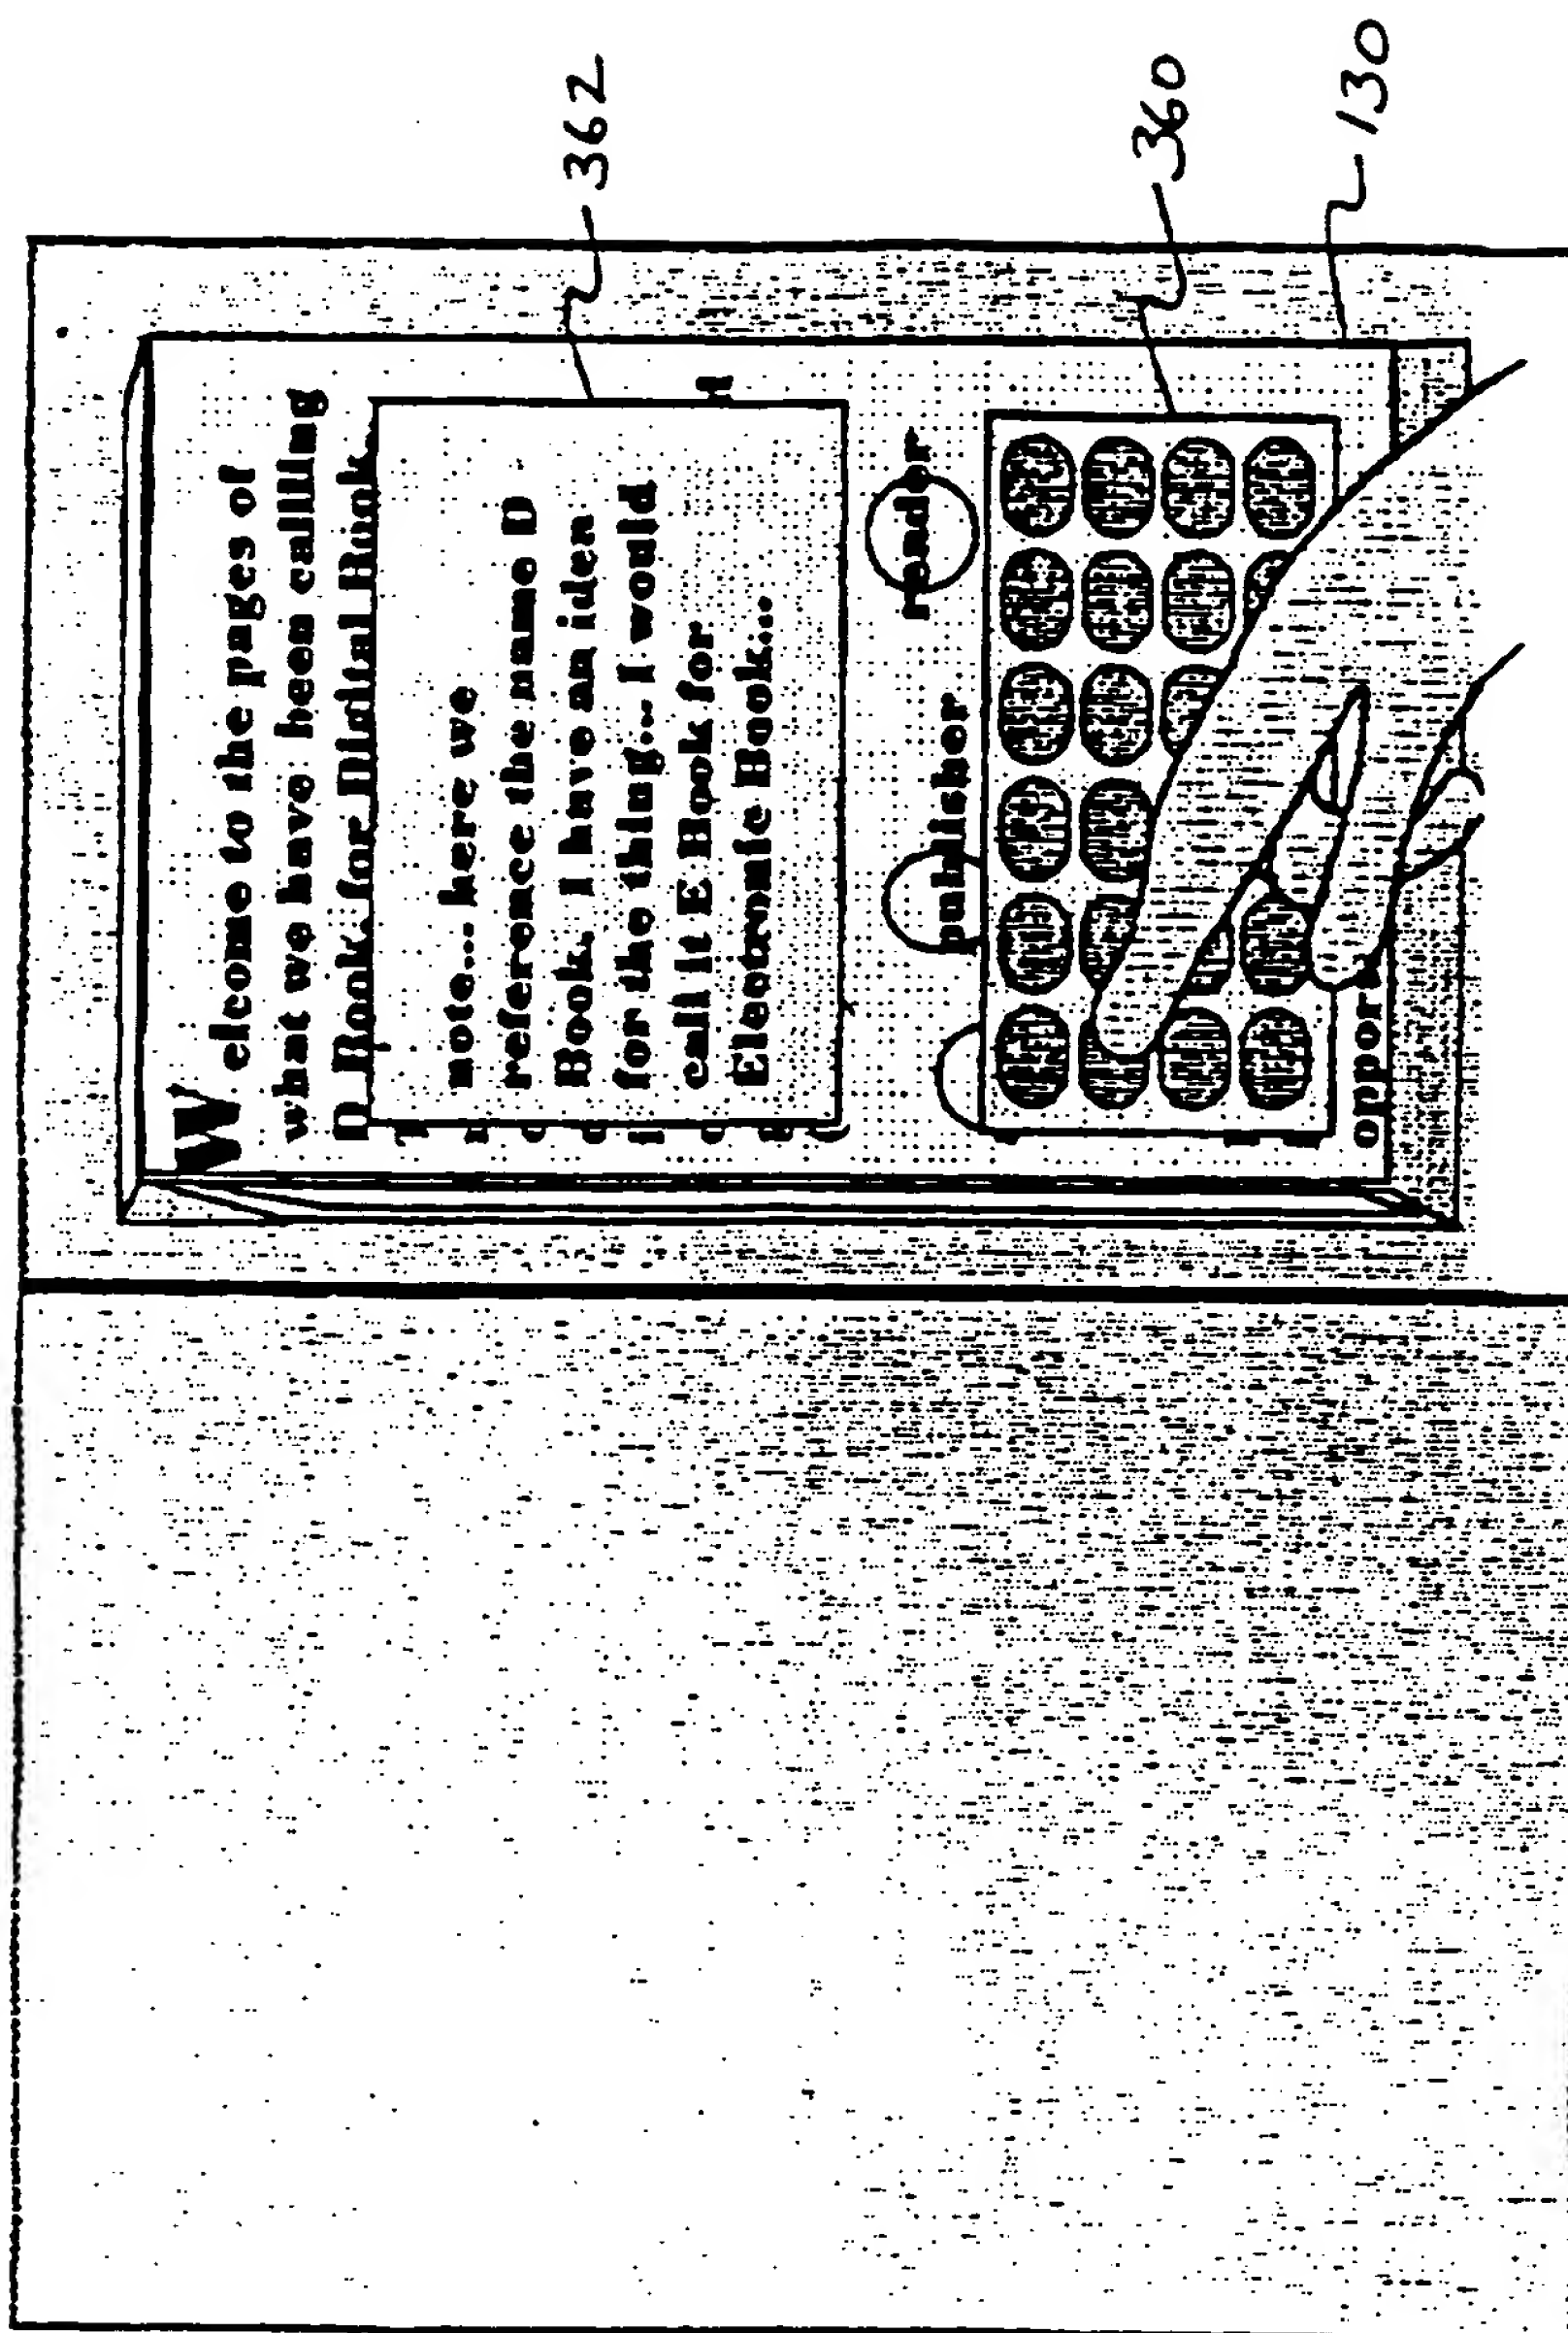 Welcome to the pages of
what we have been calling
D Book for Digital Book.
note... here we
reference the name D
Book. I have an idea
for the thing... I would
call it E Book for
Electronic Book...
reader
publisher
opport
362
360
130